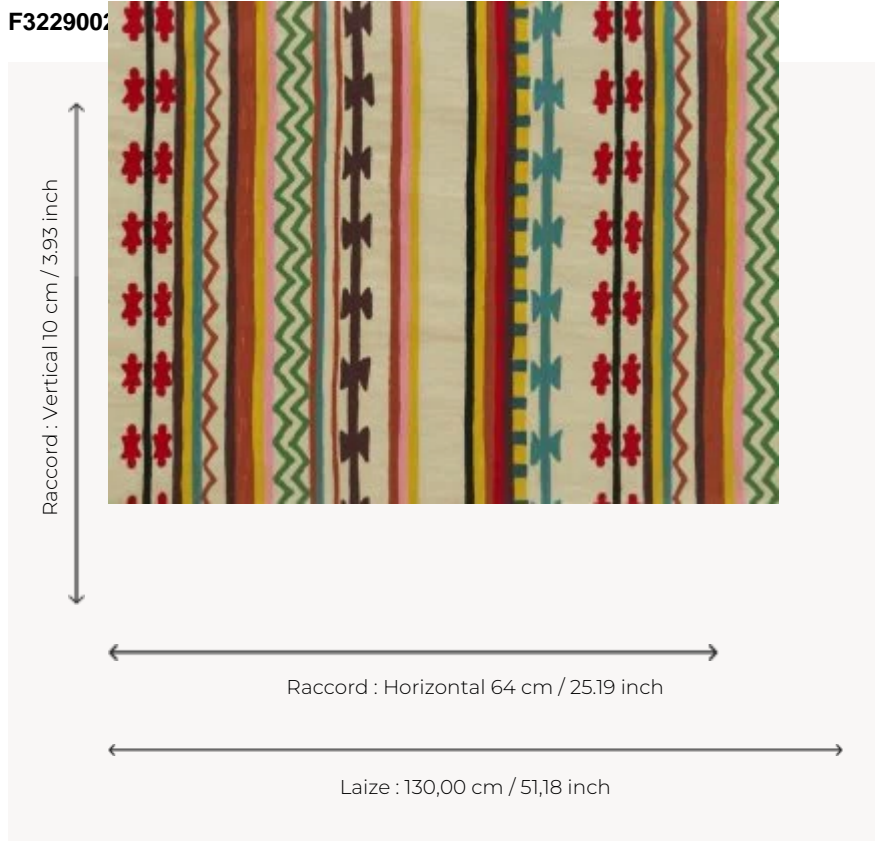 F3229002
Raccord : Vertical 10 cm / 3.93 inch
Raccord : Horizontal 64 cm / 25.19 inch
Laize : 130,00 cm / 51,18 inch